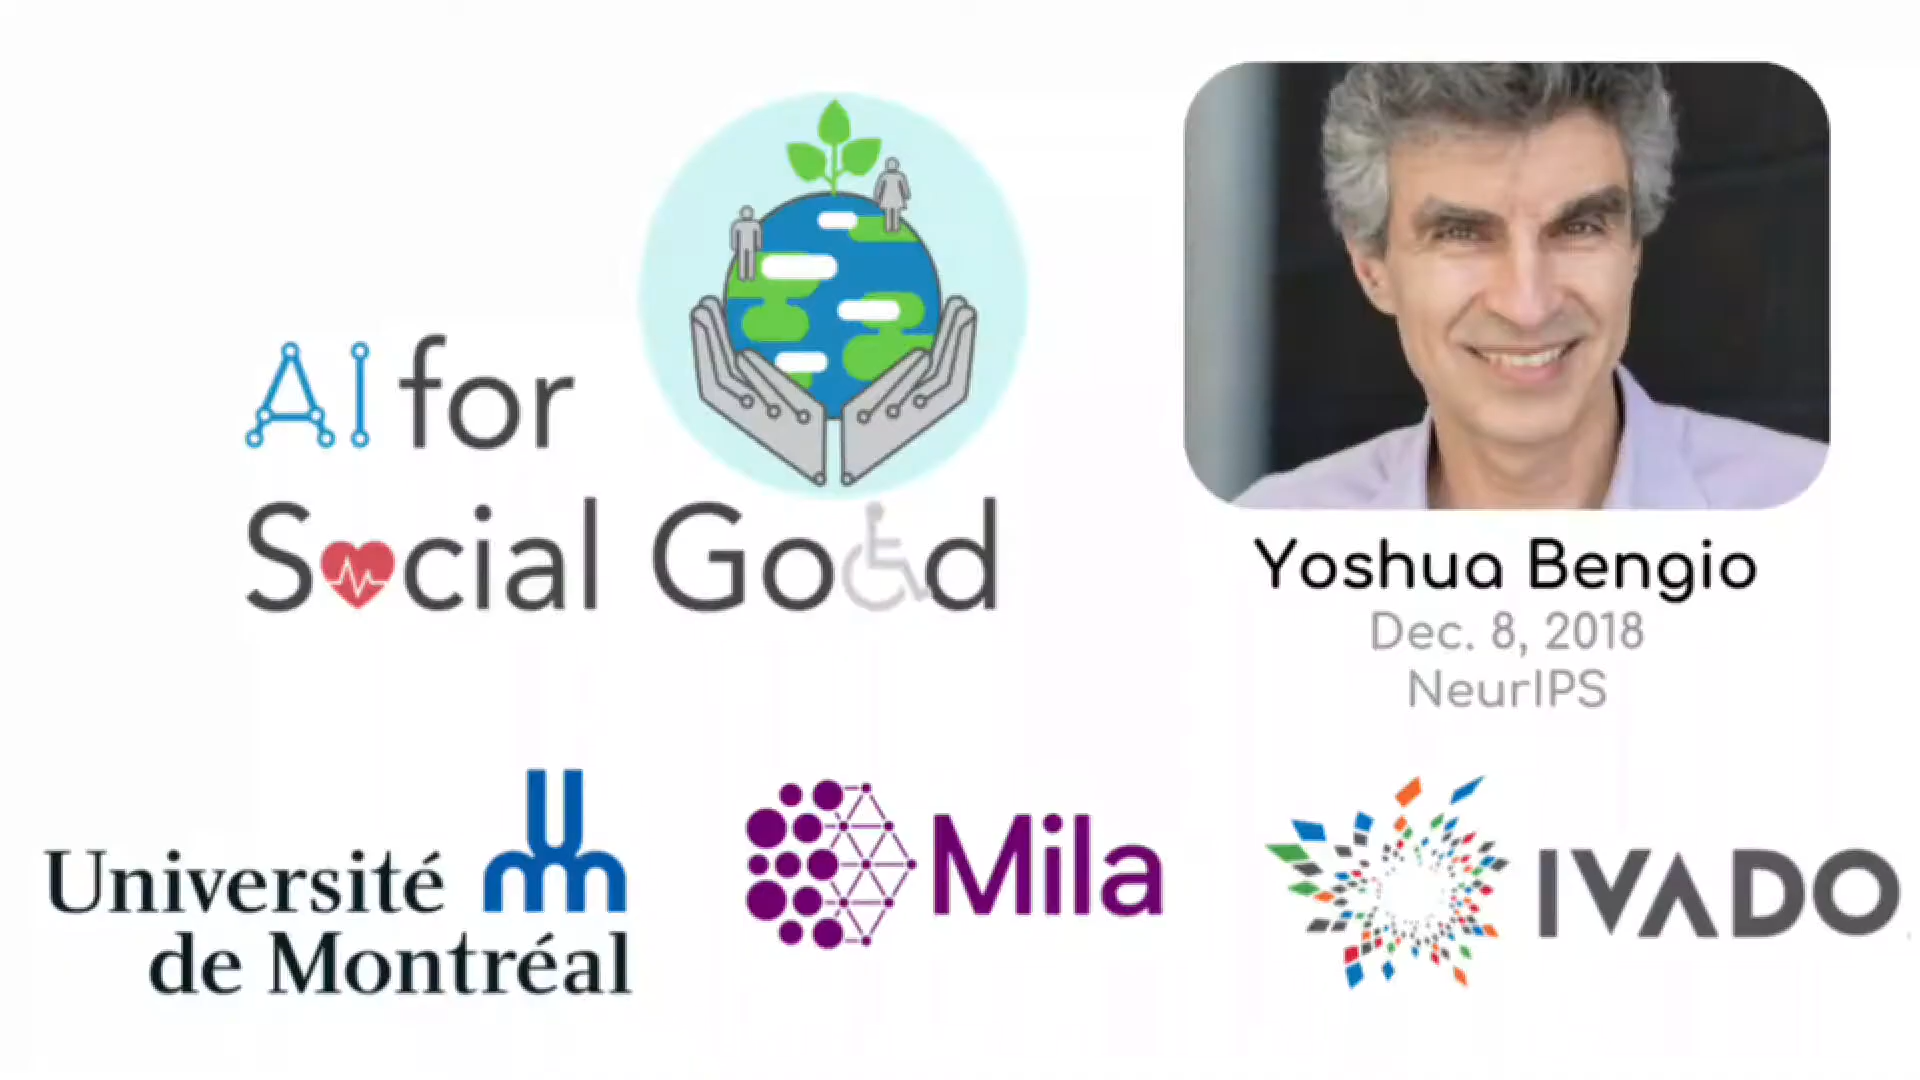 AI for
Social Good
Yoshua Bengio
Dec. 8, 2018
NeurIPS
Université
de Montréal
Mila
IVADO